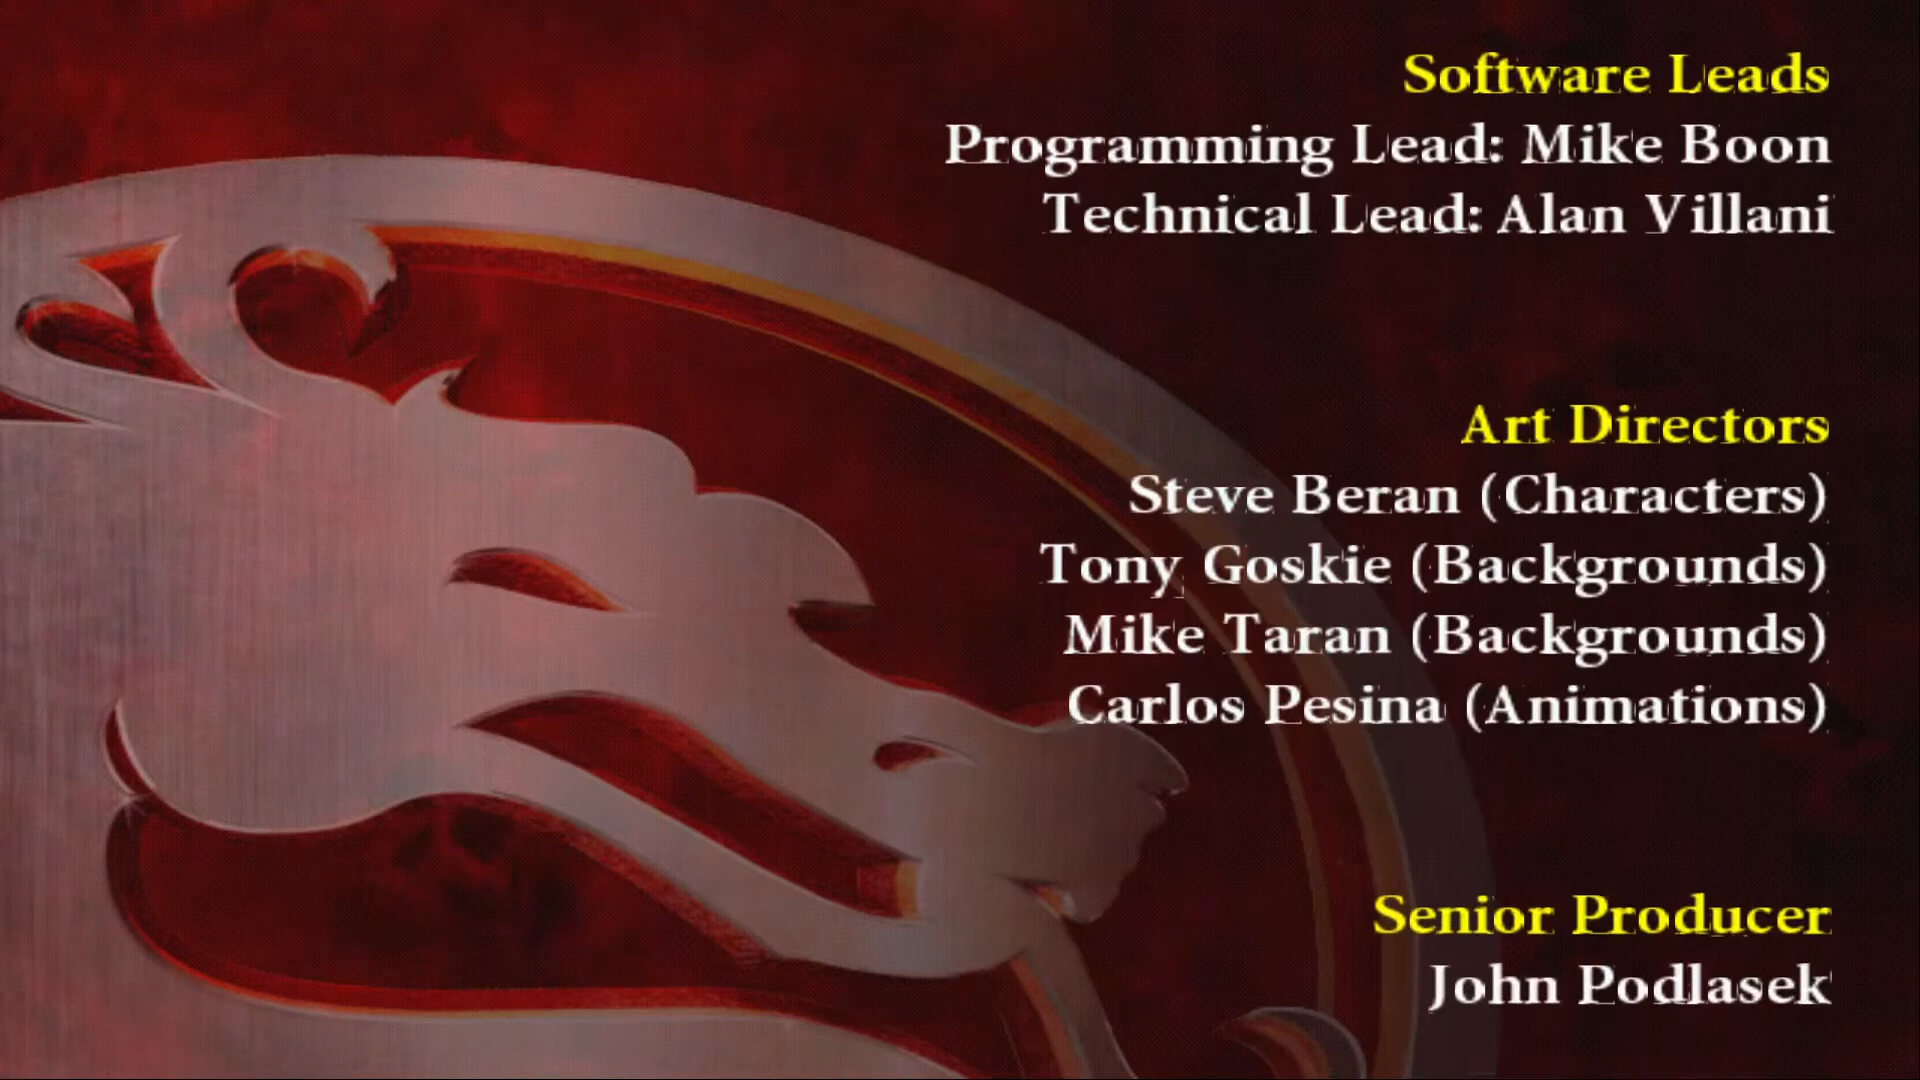 Software Leads
Programming Lead: Mike Boon
Technical Lead: Alan Villani
Art Directors
Steve Beran (Characters)
Tony Goskie (Backgrounds)
Mike Taran (Backgrounds)
Carlos Pesina (Animations)
Senior Producer
John Podlasek